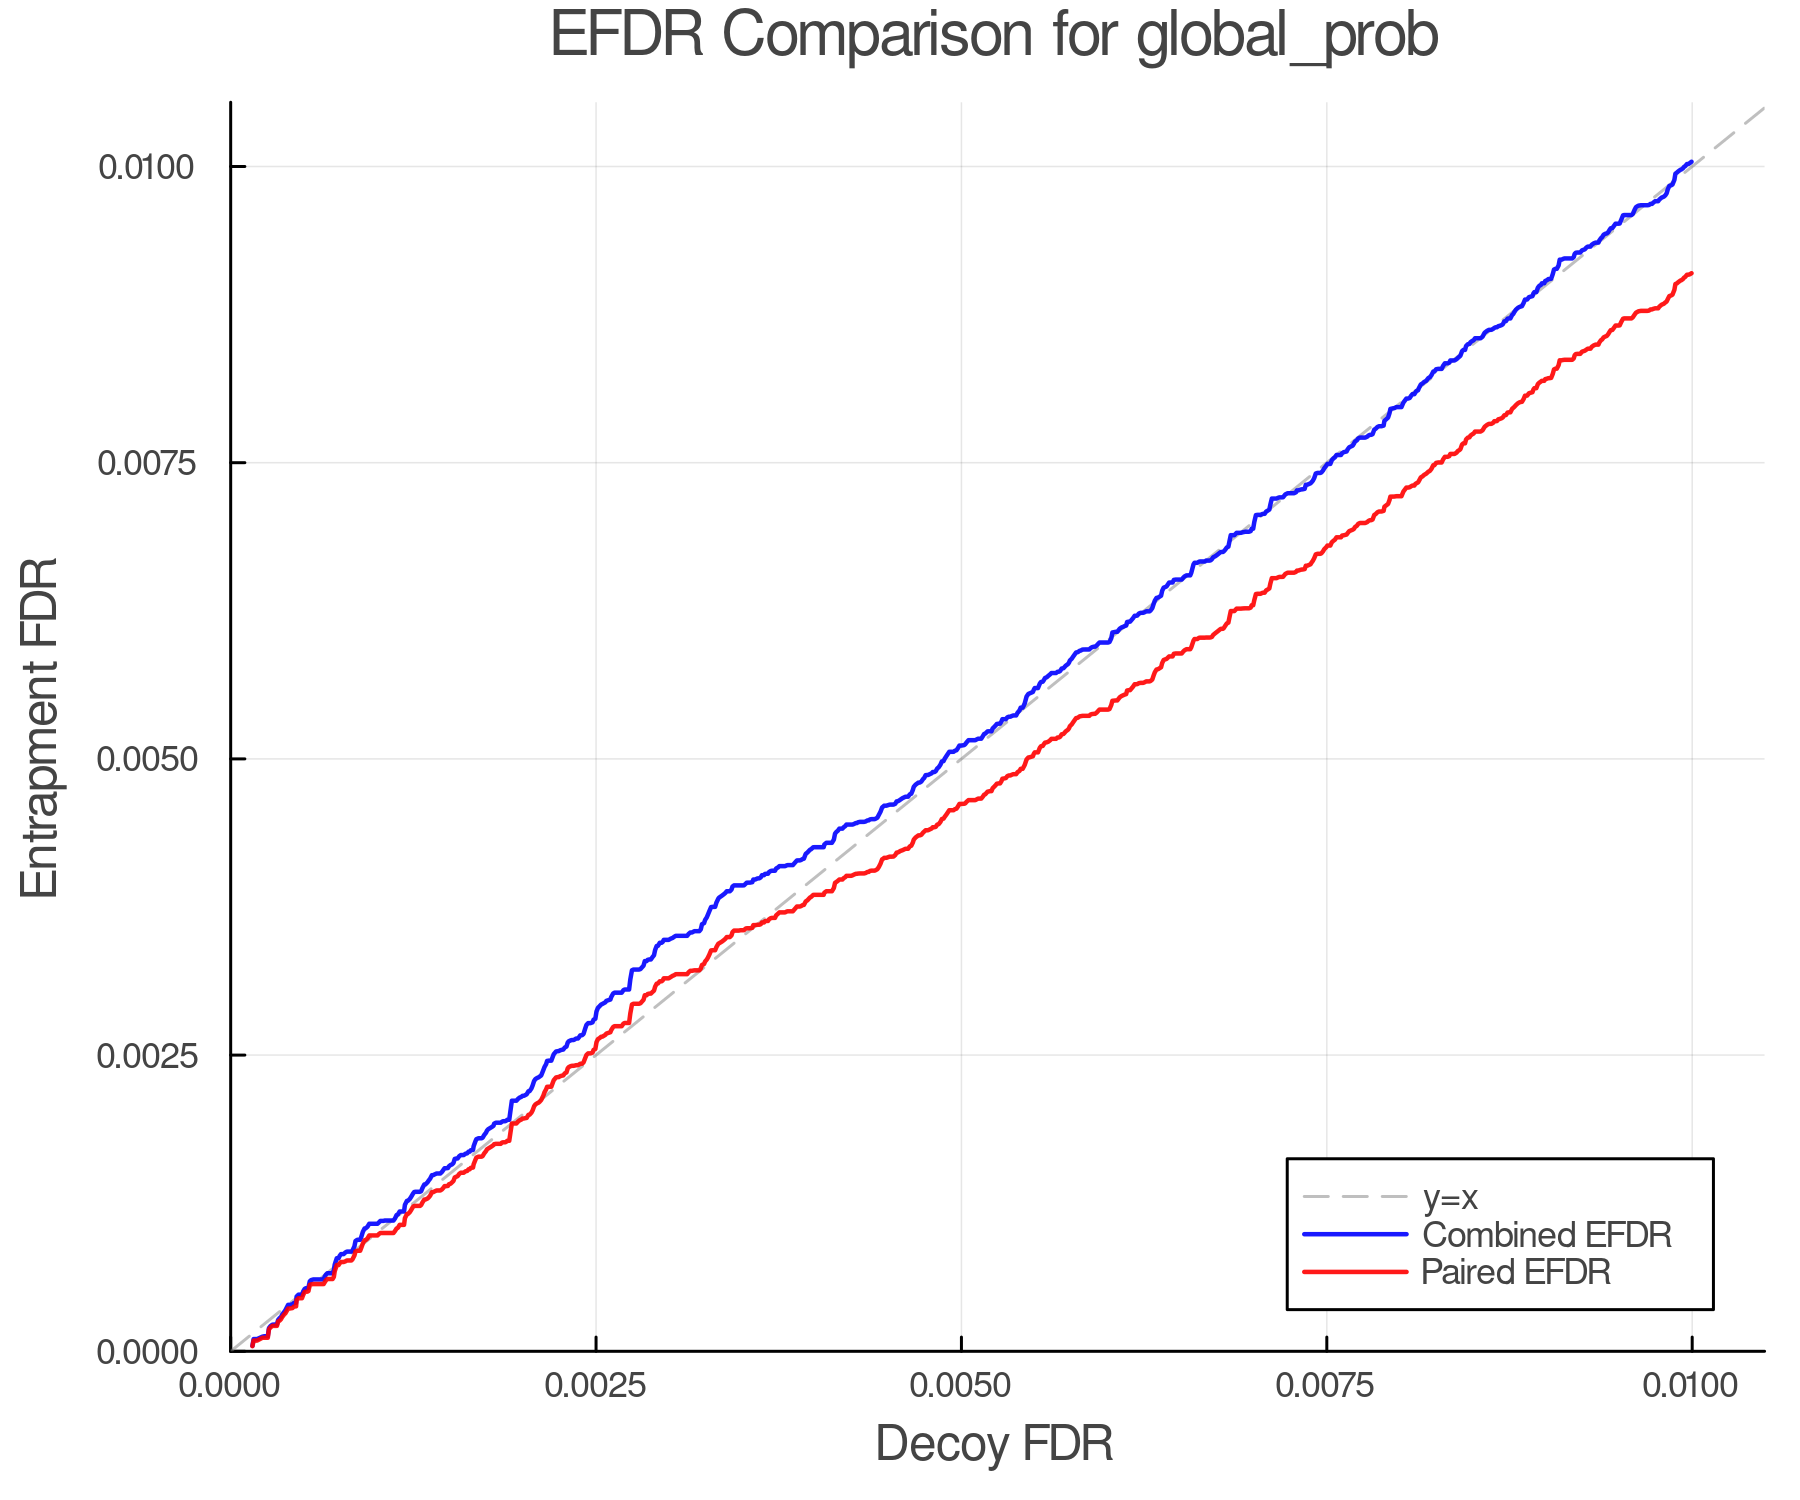 EFDR Comparison for global_prob
Entrapment FDR
0.0100
0.0075
0.0050
0.0025
0.0000
0.0000 0.0025 0.0050 0.0075 0.0100
Decoy FDR
y=x
Combined EFDR
Paired EFDR